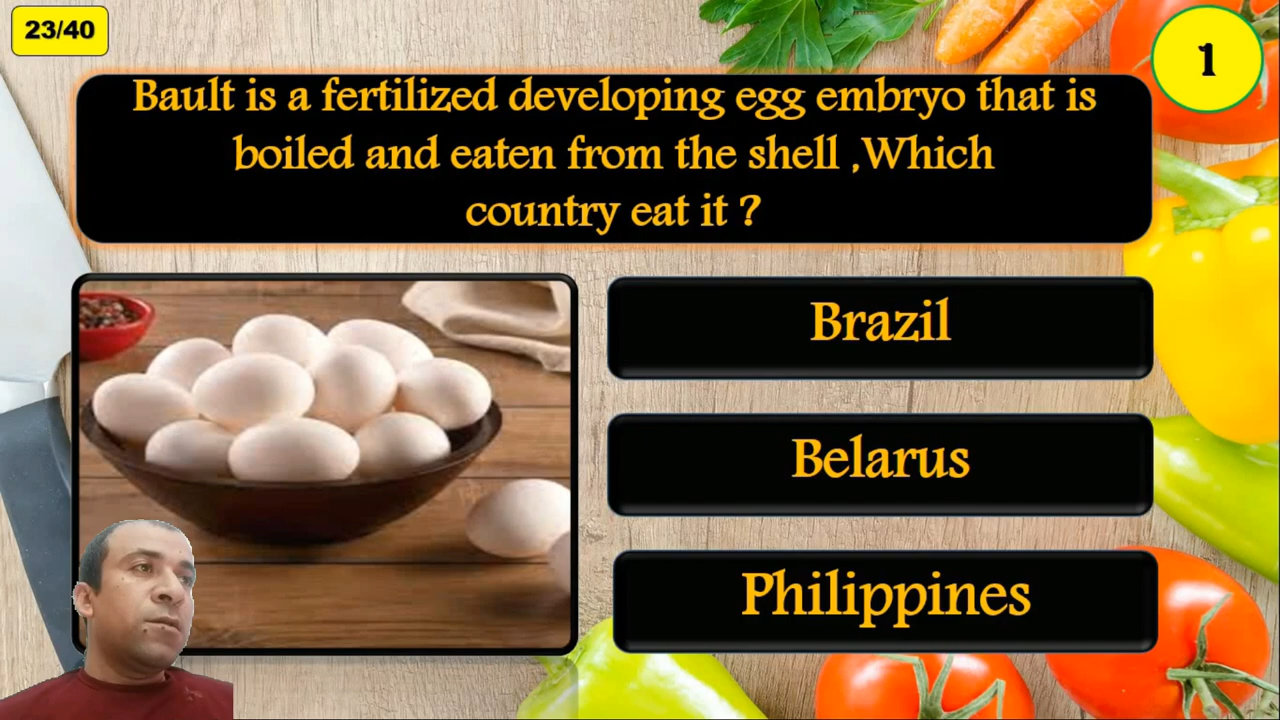 23/40
1
Bault is a fertilized developing egg embryo that is
boiled and eaten from the shell ,Which
country eat it ?
Brazil
Belarus
Philippines